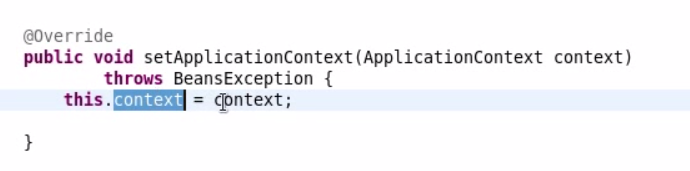 @Override
public void setApplicationContext(ApplicationContext context)
throws BeansException {
this.context = context;
}